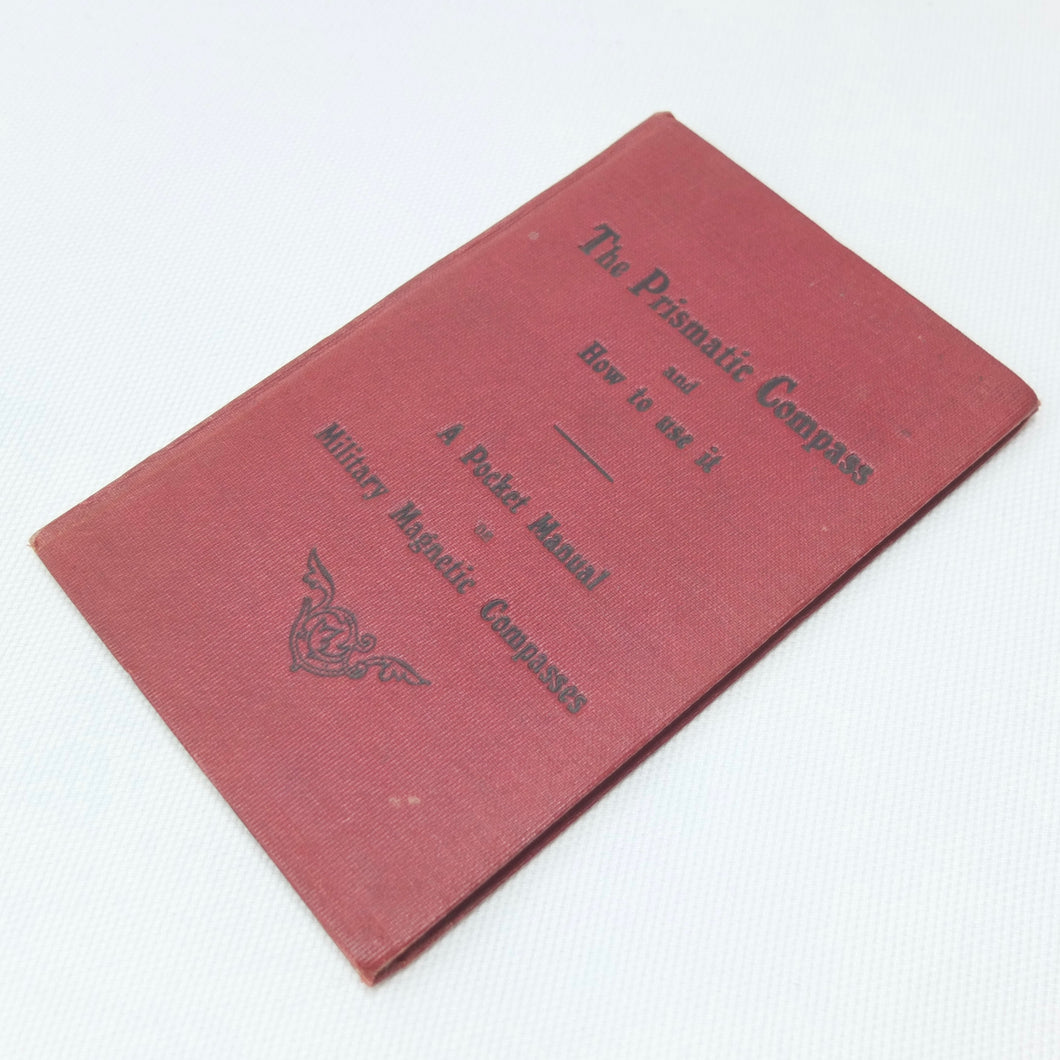 The Prismatic Compass
and
How to use it
A Pocket Manual
on
Military Magnetic Compasses